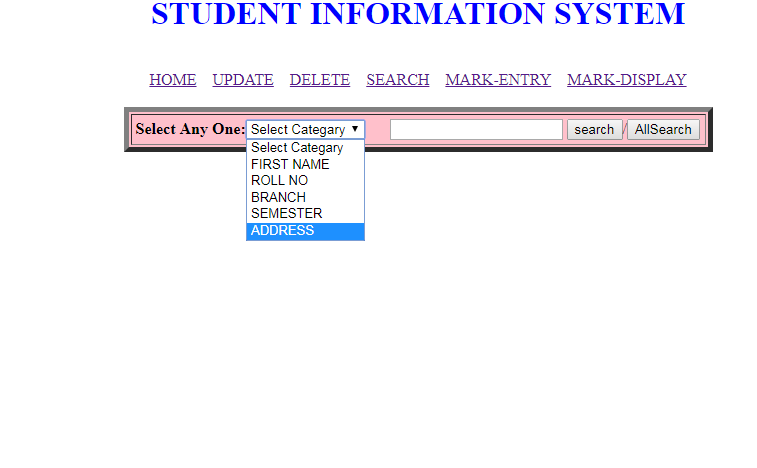 STUDENT INFORMATION SYSTEM
HOME UPDATE DELETE SEARCH MARK-ENTRY MARK-DISPLAY
Select Any One: Select Categary search / AllSearch
Select Categary
FIRST NAME
ROLL NO
BRANCH
SEMESTER
ADDRESS